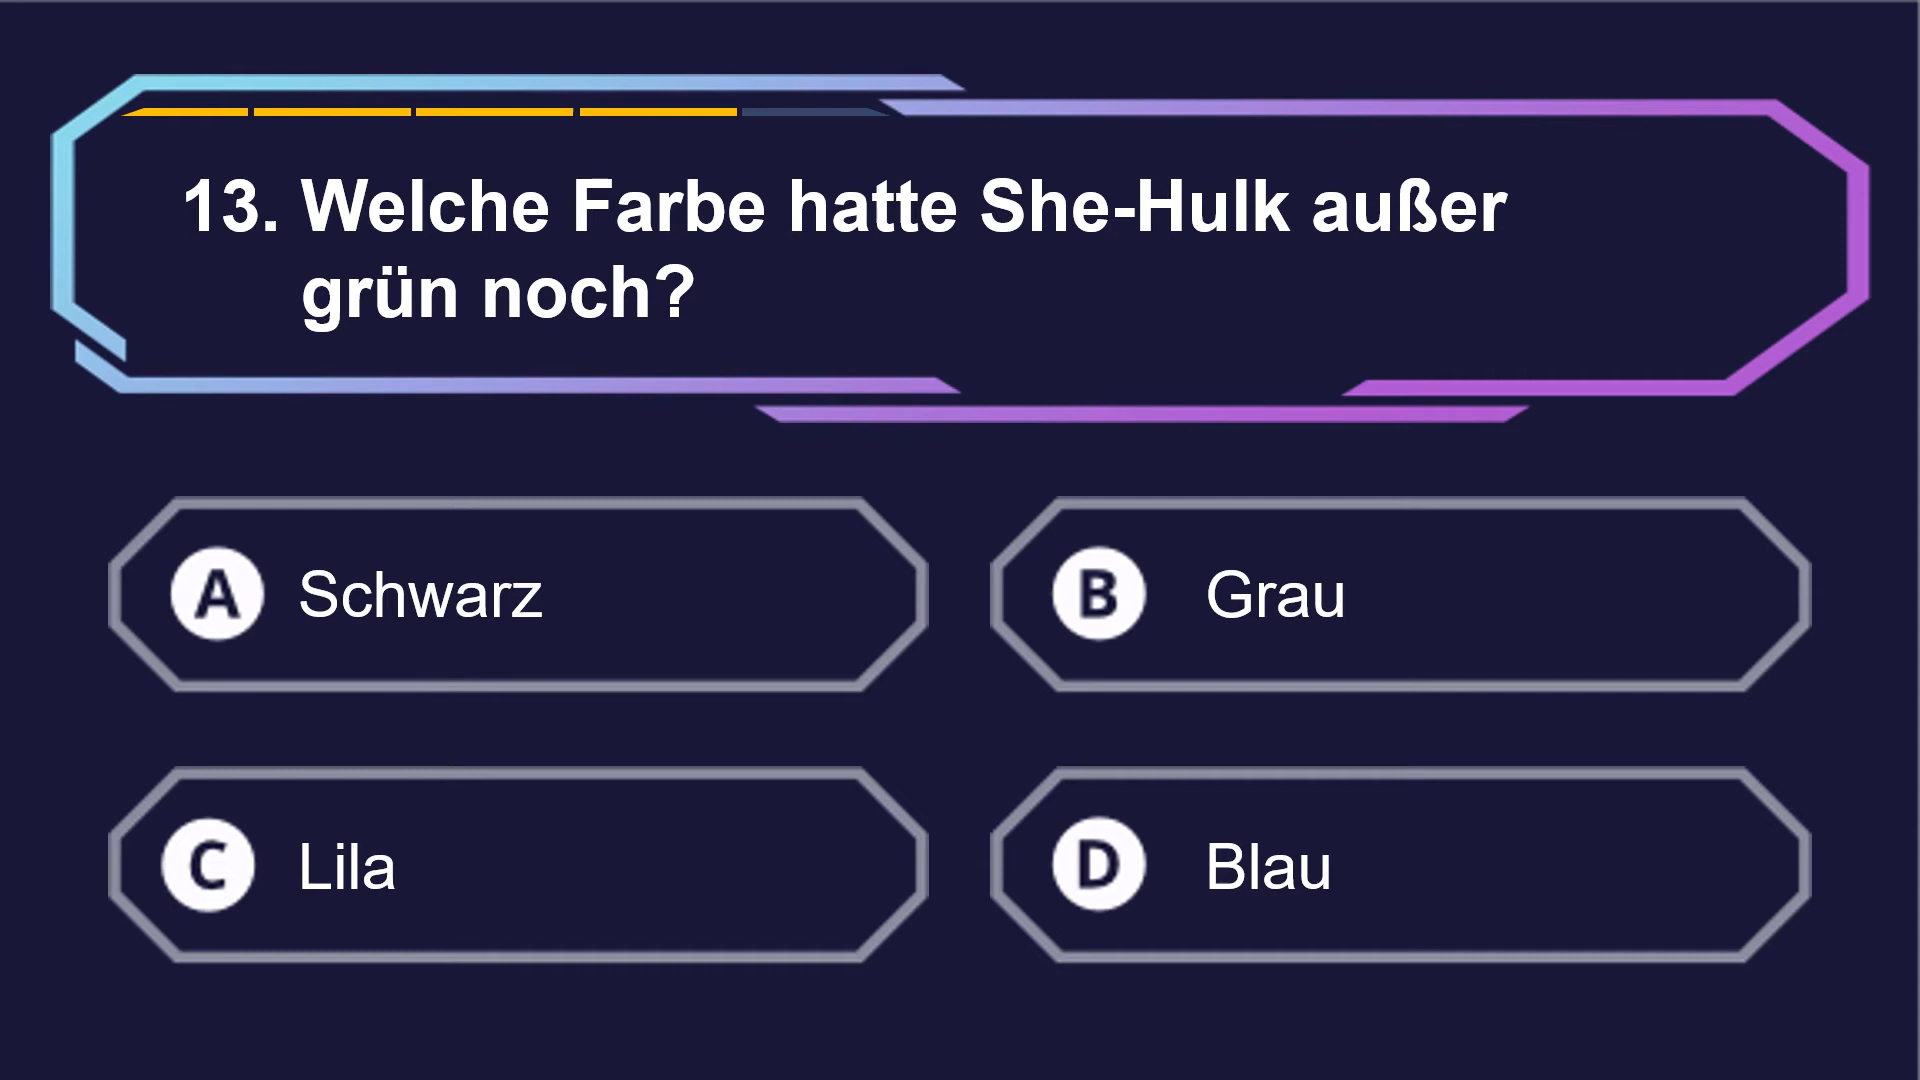 13. Welche Farbe hatte She-Hulk außer
grün noch?
A Schwarz
B Grau
C Lila
D Blau